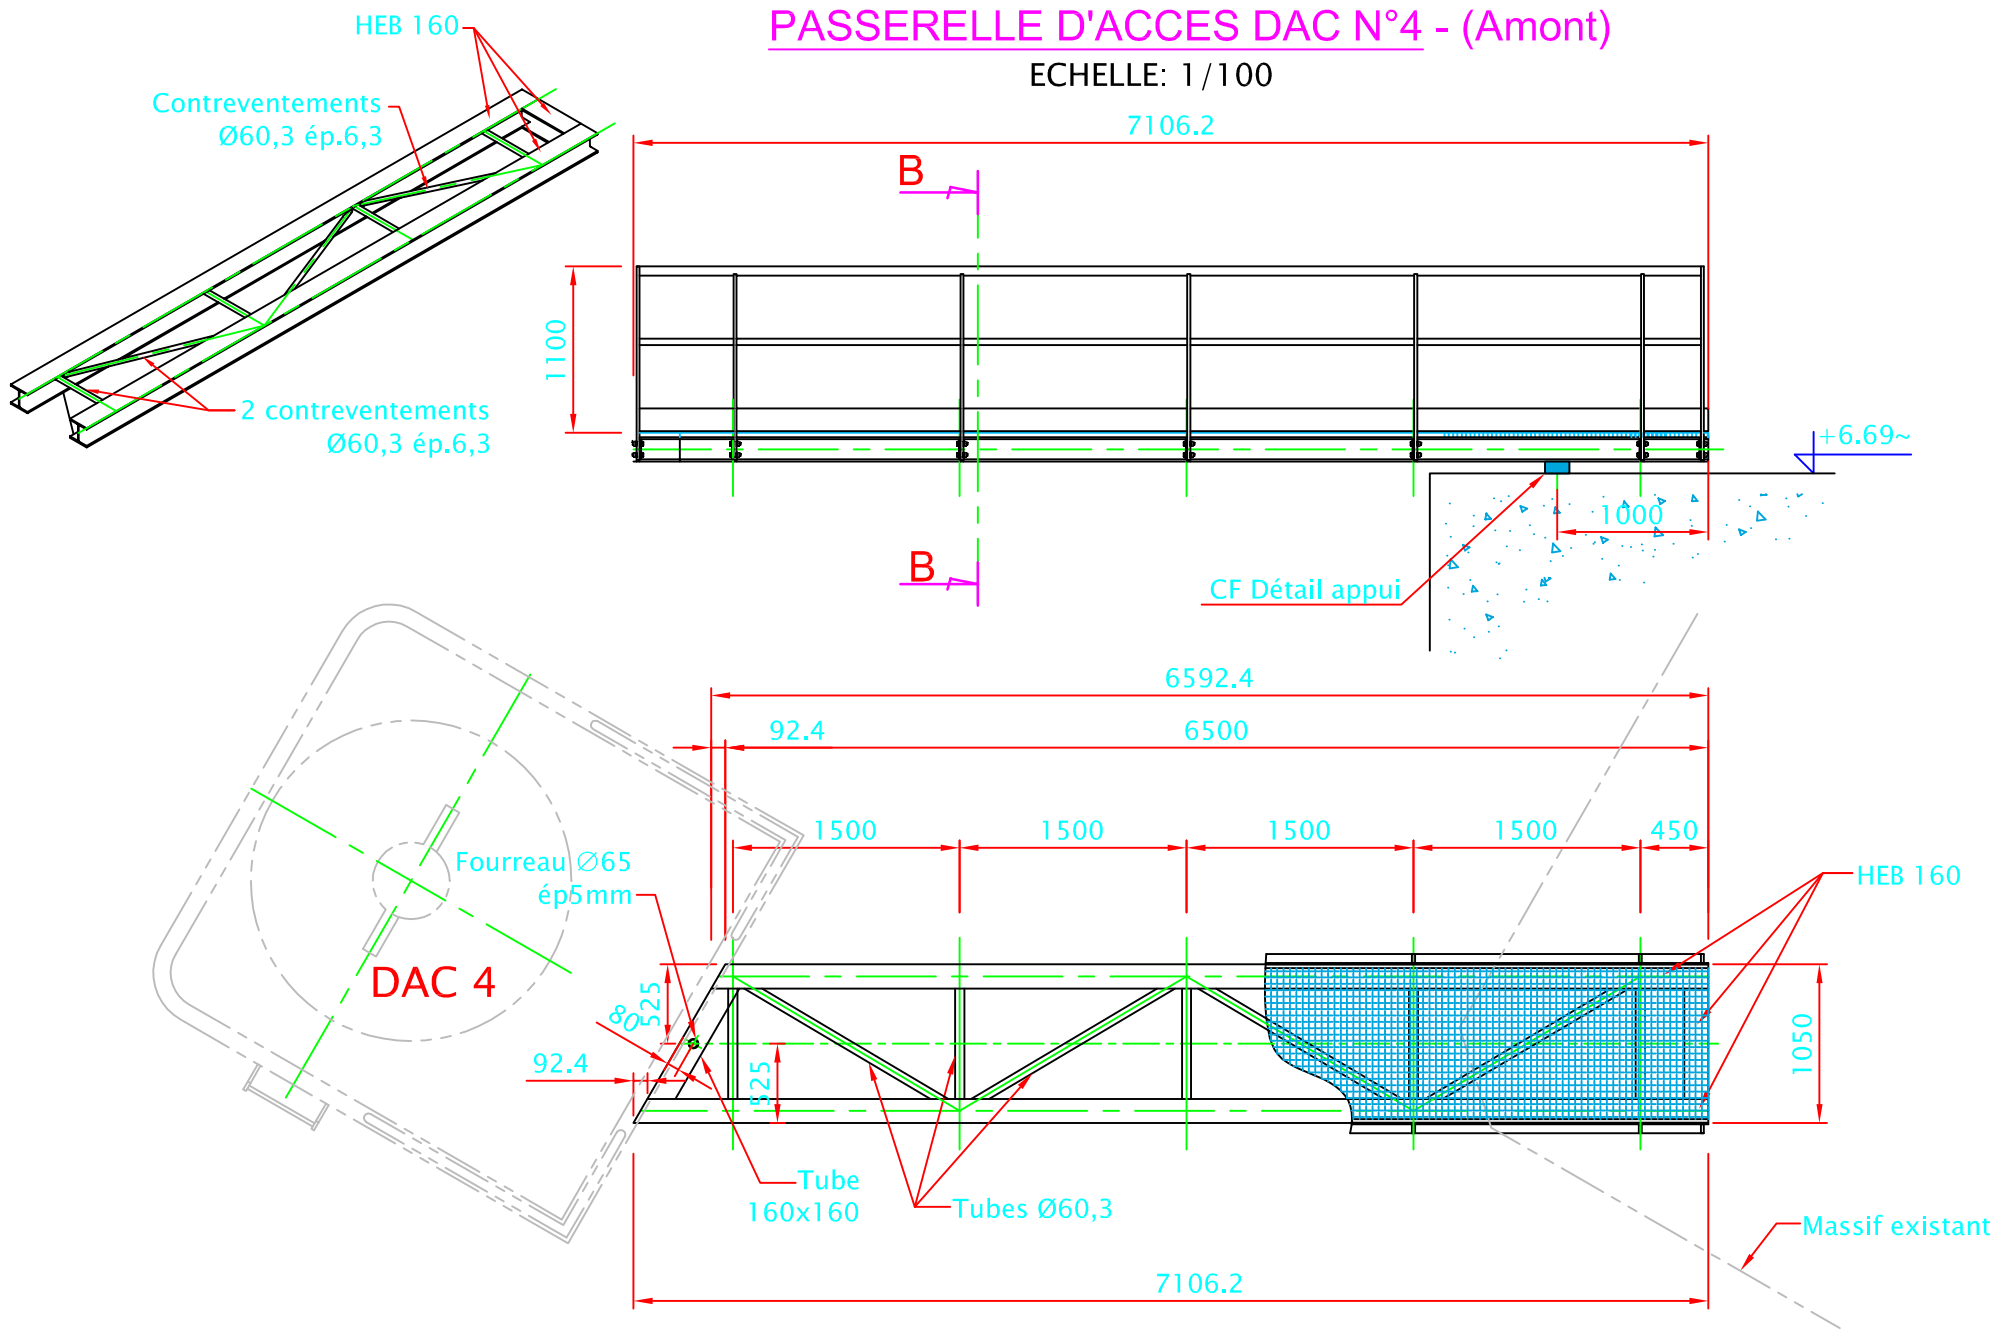 PASSERELLE D'ACCES DAC N°4 - (Amont)
ECHELLE: 1/100
HEB 160
Contreventements
Ø60,3 ép.6,3
2 contreventements
Ø60,3 ép.6,3
7106.2
B
1100
+6.69~
1000
B
CF Détail appui
6592.4
92.4
6500
1500
1500
1500
1500
450
Fourreau ∅65
ép5mm
HEB 160
DAC 4
525
80
92.4
525
1050
Tube
160x160
Tubes Ø60,3
Massif existant
7106.2